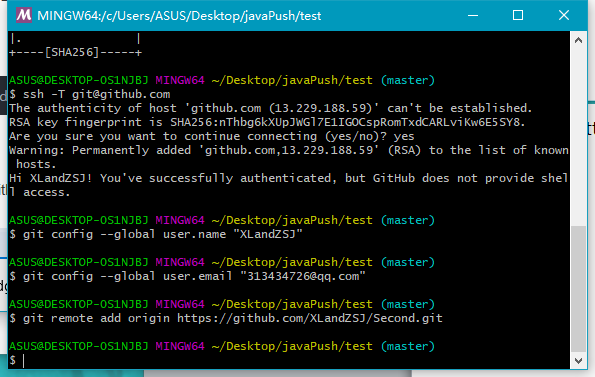 MINGW64:/c/Users/ASUS/Desktop/javaPush/test
|. |
+----[SHA256]-----+
ASUS@DESKTOP-OS1NJBJ MINGW64 ~/Desktop/javaPush/test (master)
$ ssh -T git@github.com
The authenticity of host 'github.com (13.229.188.59)' can't be established.
RSA key fingerprint is SHA256:nThbg6kXUpJWGl7E1IGOCspRomTxdCARLviKw6E5SY8.
Are you sure you want to continue connecting (yes/no)? yes
Warning: Permanently added 'github.com,13.229.188.59' (RSA) to the list of known
 hosts.
Hi XLandZSJ! You've successfully authenticated, but GitHub does not provide shel
l access.
ASUS@DESKTOP-OS1NJBJ MINGW64 ~/Desktop/javaPush/test (master)
$ git config --global user.name "XLandZSJ"
ASUS@DESKTOP-OS1NJBJ MINGW64 ~/Desktop/javaPush/test (master)
$ git config --global user.email "313434726@qq.com"
ASUS@DESKTOP-OS1NJBJ MINGW64 ~/Desktop/javaPush/test (master)
$ git remote add origin https://github.com/XLandZSJ/Second.git
ASUS@DESKTOP-OS1NJBJ MINGW64 ~/Desktop/javaPush/test (master)
$